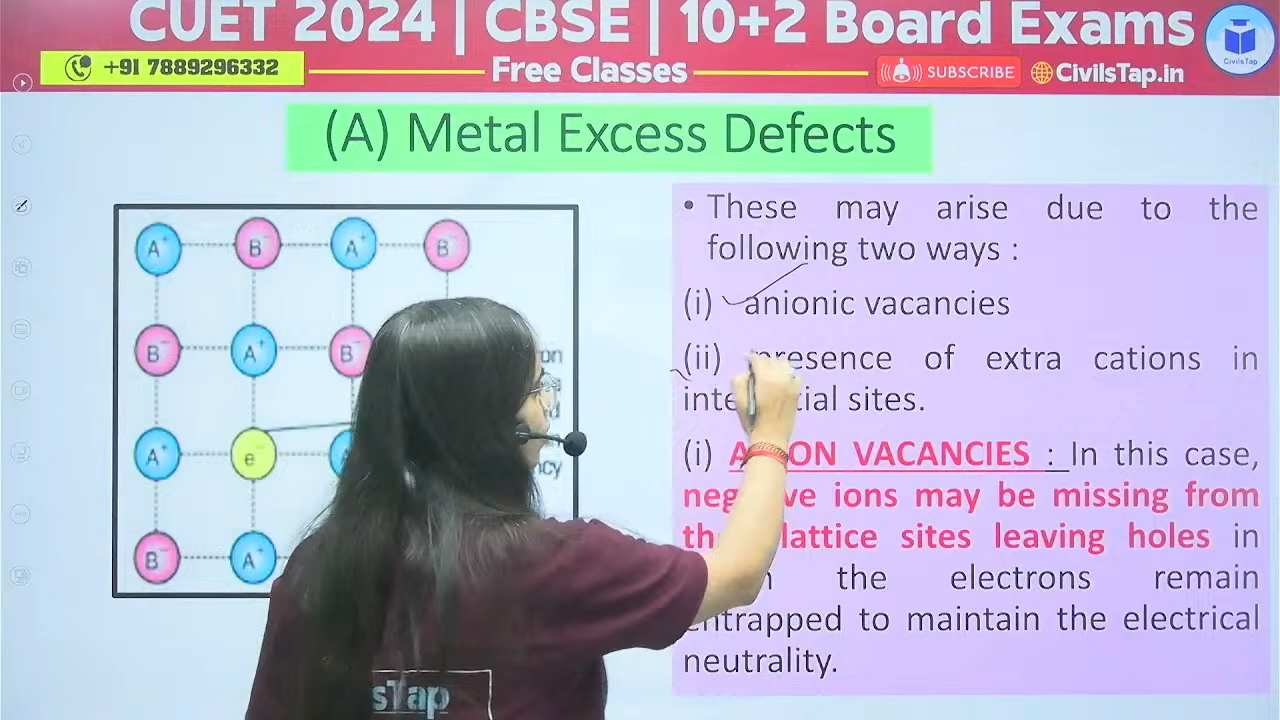 CUET 2024 | CBSE | 10+2 Board Exams
+91 7889296332
Free Classes
SUBSCRIBE
CivilsTap.in
CivilsTap
(A) Metal Excess Defects
A+ B- A+ B-
B- A+ B-
A+ e-
B- A+
• These may arise due to the
following two ways :
(i) anionic vacancies
(ii) presence of extra cations in
sites.
(i) VACANCIES : In this case,
ions may be missing from
lattice sites leaving holes in
the electrons remain
entrapped to maintain the electrical
neutrality.
sTap